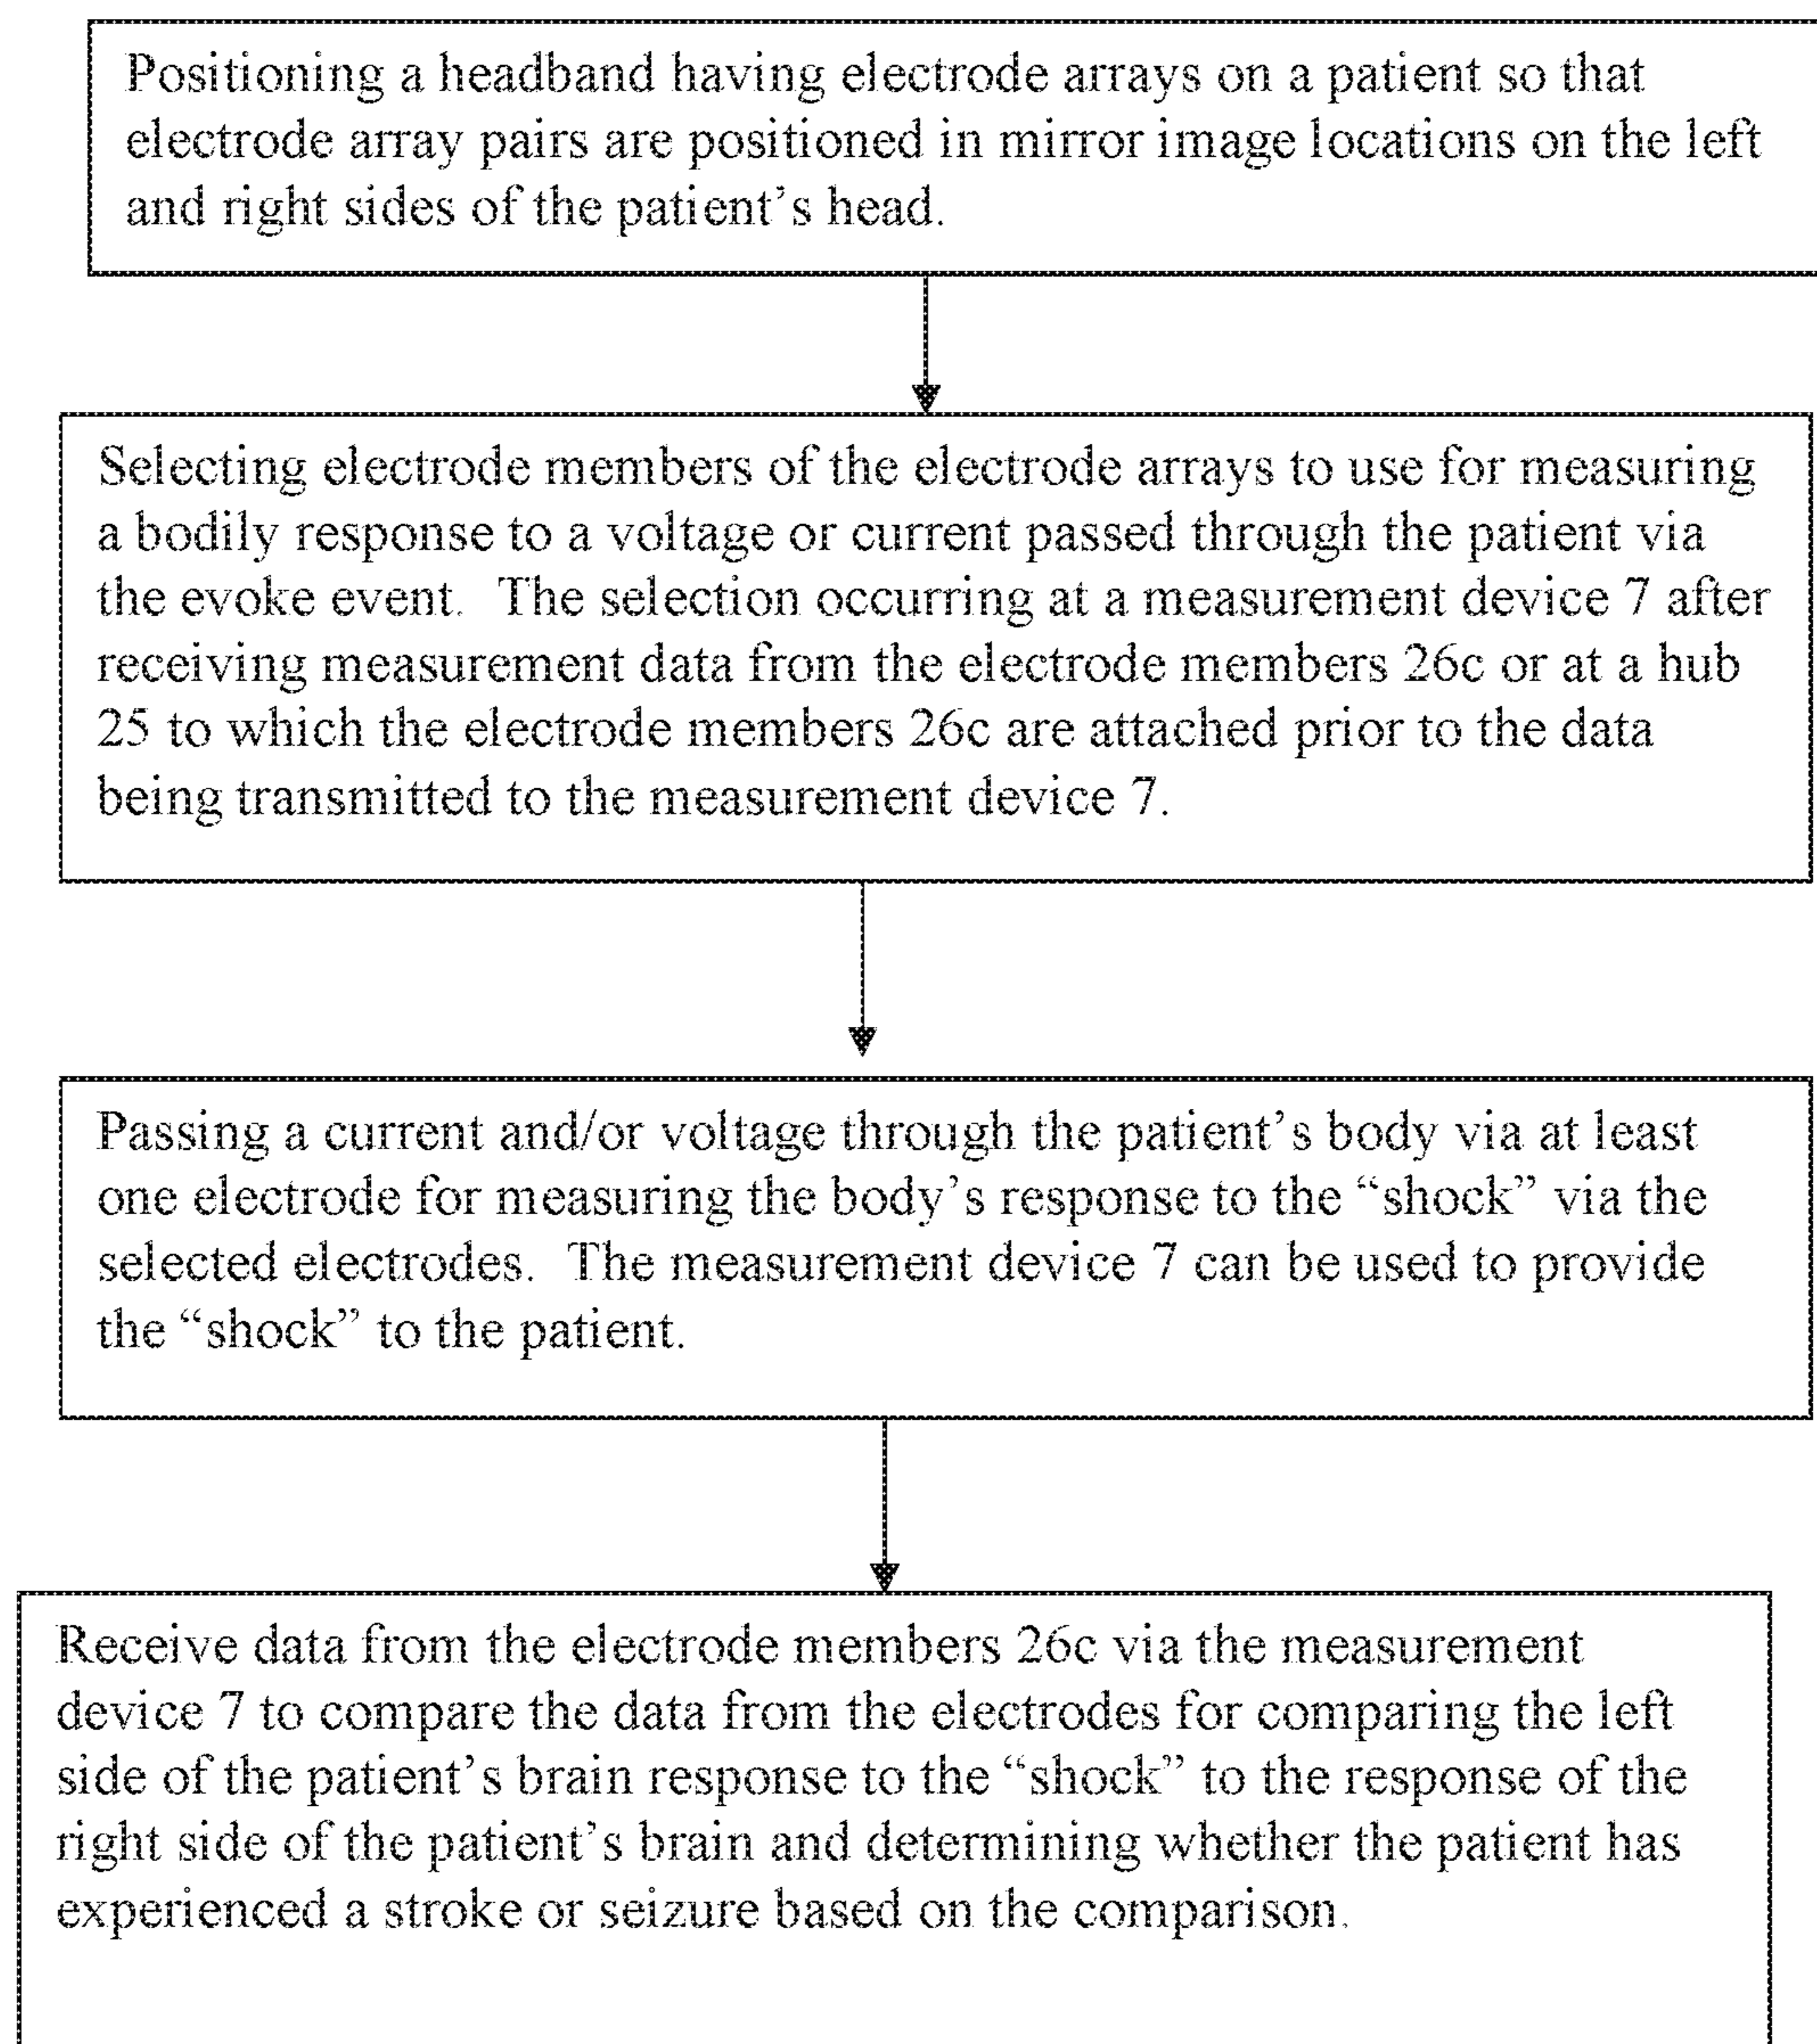 Positioning a headband having electrode arrays on a patient so that
electrode array pairs are positioned in mirror image locations on the left
and right sides of the patient’s head.
Selecting electrode members of the electrode arrays to use for measuring
a bodily response to a voltage or current passed through the patient via
the evoke event.  The selection occurring at a measurement device 7 after
receiving measurement data from the electrode members 26c or at a hub
25 to which the electrode members 26c are attached prior to the data
being transmitted to the measurement device 7.
Passing a current and/or voltage through the patient’s body via at least
one electrode for measuring the body’s response to the “shock” via the
selected electrodes.  The measurement device 7 can be used to provide
the “shock” to the patient.
Receive data from the electrode members 26c via the measurement
device 7 to compare the data from the electrodes for comparing the left
side of the patient’s brain response to the “shock” to the response of the
right side of the patient’s brain and determining whether the patient has
experienced a stroke or seizure based on the comparison.